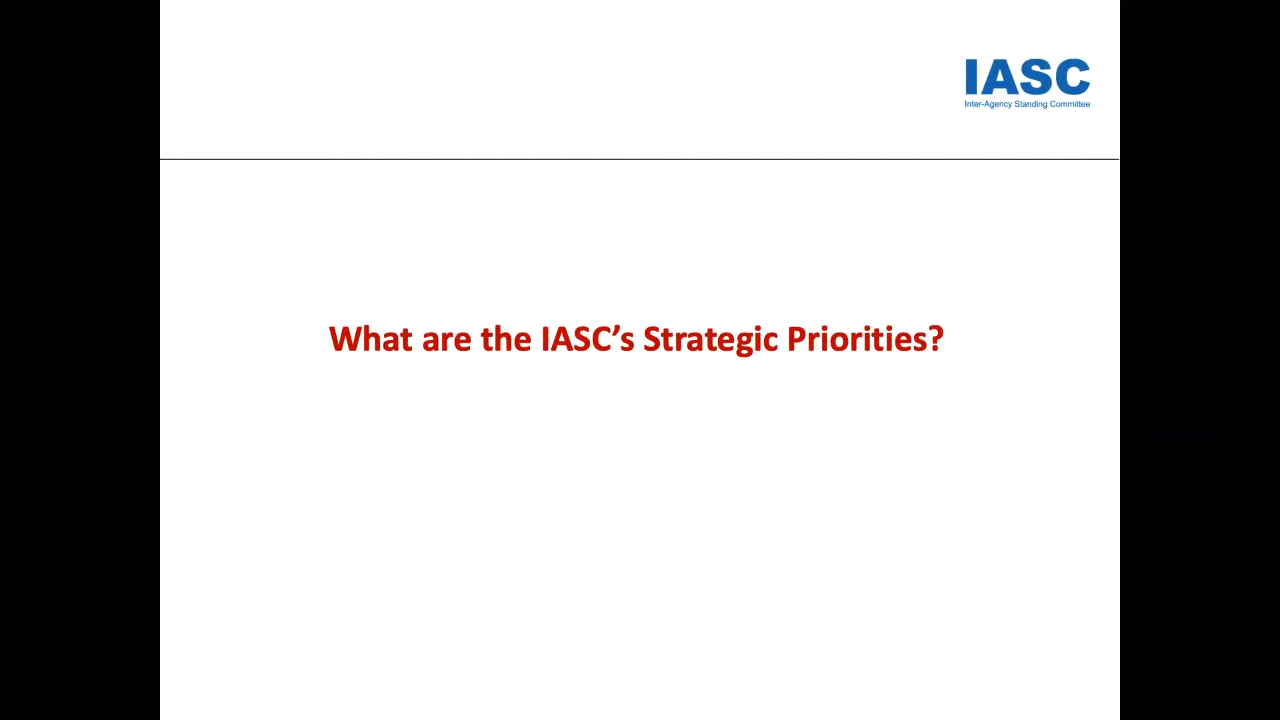 IASC
Inter-Agency Standing Committee
What are the IASC’s Strategic Priorities?